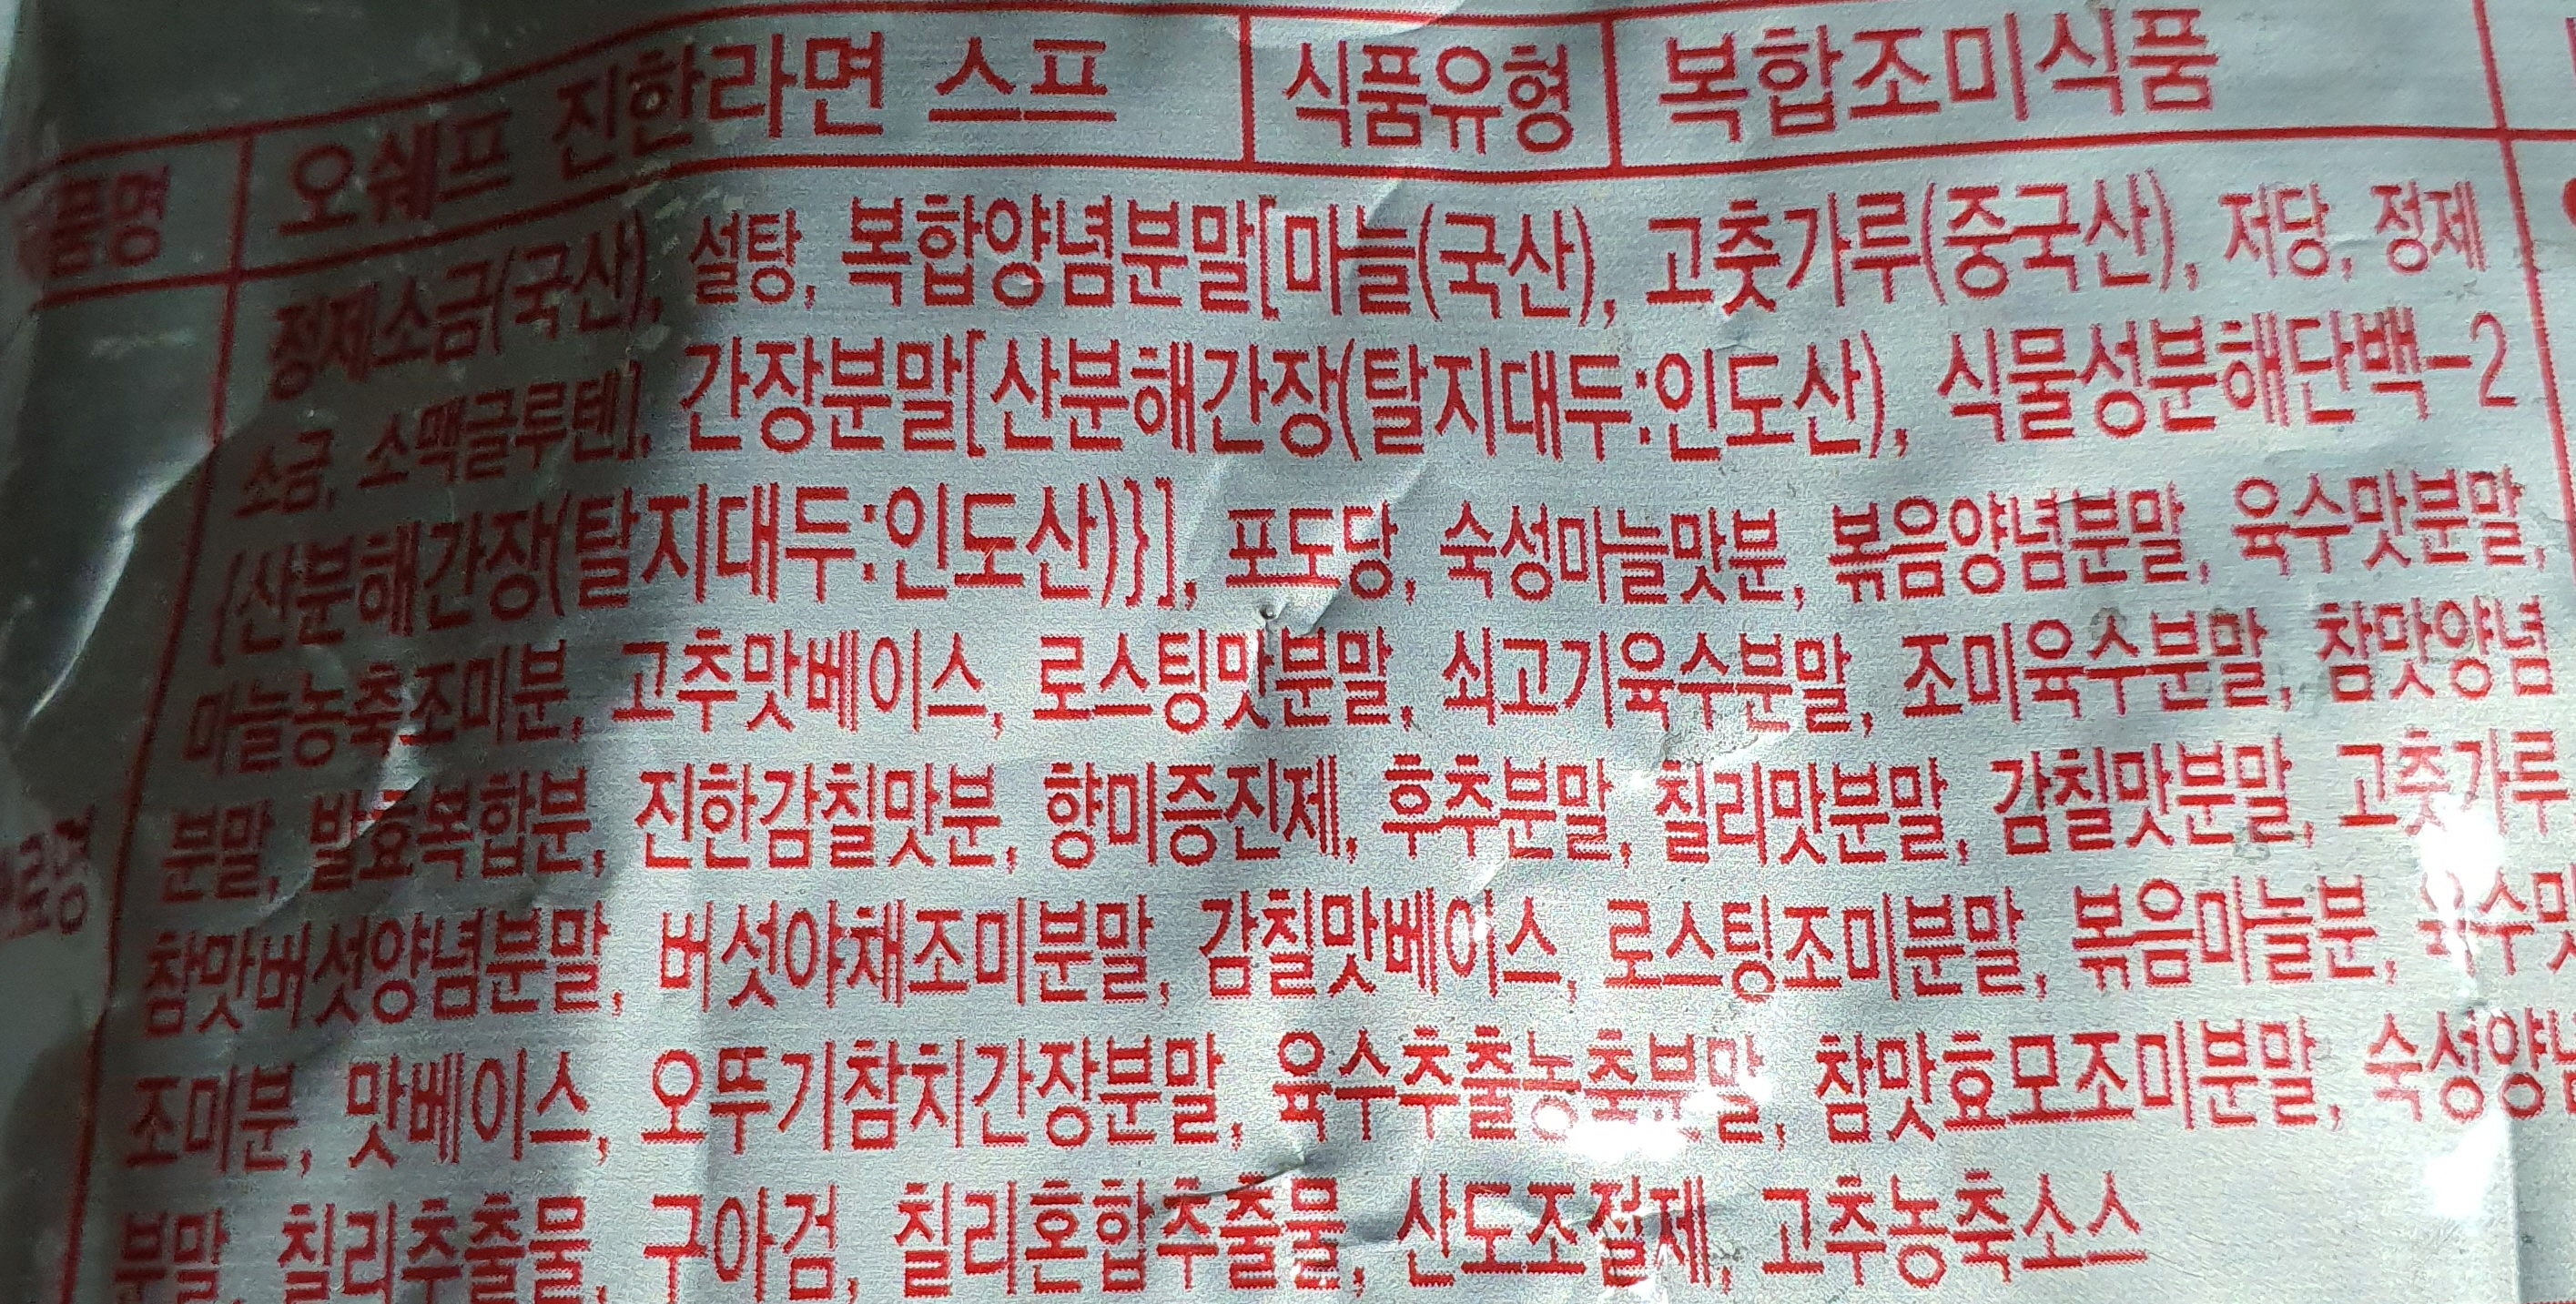 품명 오쉐프 진한라면 스프 식품유형 복합조미식품
정제소금(국산), 설탕, 복합양념분말[마늘(국산), 고춧가루(중국산), 저당, 정제
소금, 소맥글루텐], 간장분말[산분해간장(탈지대두:인도산), 식물성분해단백-2
{산분해간장(탈지대두:인도산)}], 포도당, 숙성마늘맛분, 볶음양념분말, 육수맛분말,
마늘농축조미분, 고추맛베이스, 로스팅맛분말, 쇠고기육수분말, 조미육수분말, 참맛양념
분말, 발효복합분, 진한감칠맛분, 향미증진제, 후추분말, 칠리맛분말, 감칠맛분말, 고춧가루
참맛버섯양념분말, 버섯야채조미분말, 감칠맛베이스, 로스팅조미분말, 볶음마늘분, 육수맛
조미분, 맛베이스, 오뚜기참치간장분말, 육수추출농축분말, 참맛효모조미분말, 숙성양념
분말, 칠리추출물, 구아검, 칠리혼합추출물, 산도조절제, 고추농축소스